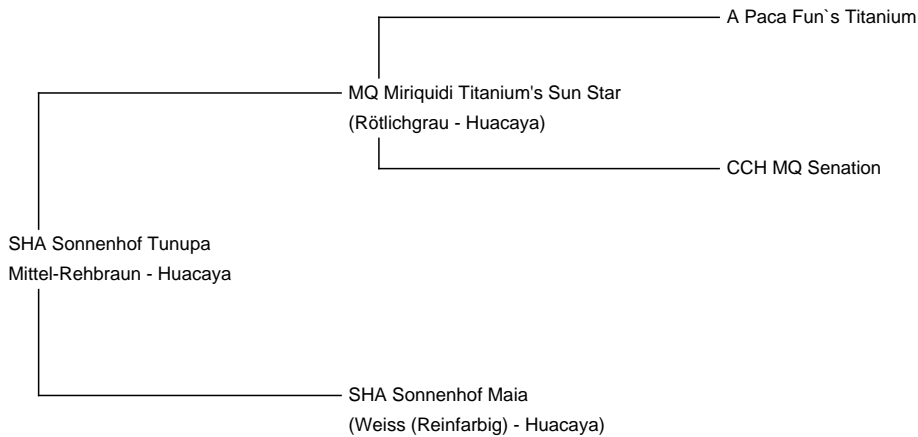 A Paca Fun`s Titanium
MQ Miriquidi Titanium's Sun Star
(Rötlichgrau - Huacaya)
CCH MQ Senation
SHA Sonnenhof Tunupa
Mittel-Rehbraun - Huacaya
SHA Sonnenhof Maia
(Weiss (Reinfarbig) - Huacaya)